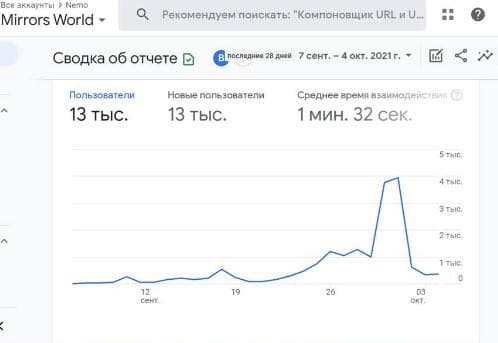 Все аккаунты > Nemo
Mirrors World
Рекомендуем поискать: "Компоновщик URL и U...
Сводка об отчете
В последние 28 дней 7 сент. – 4 окт. 2021 г.
Пользователи Новые пользователи Среднее время взаимодействия
13 тыс. 13 тыс. 1 мин. 32 сек.
5 тыс.
4 тыс.
3 тыс.
2 тыс.
1 тыс.
0
12 19 26 03
сент. окт.